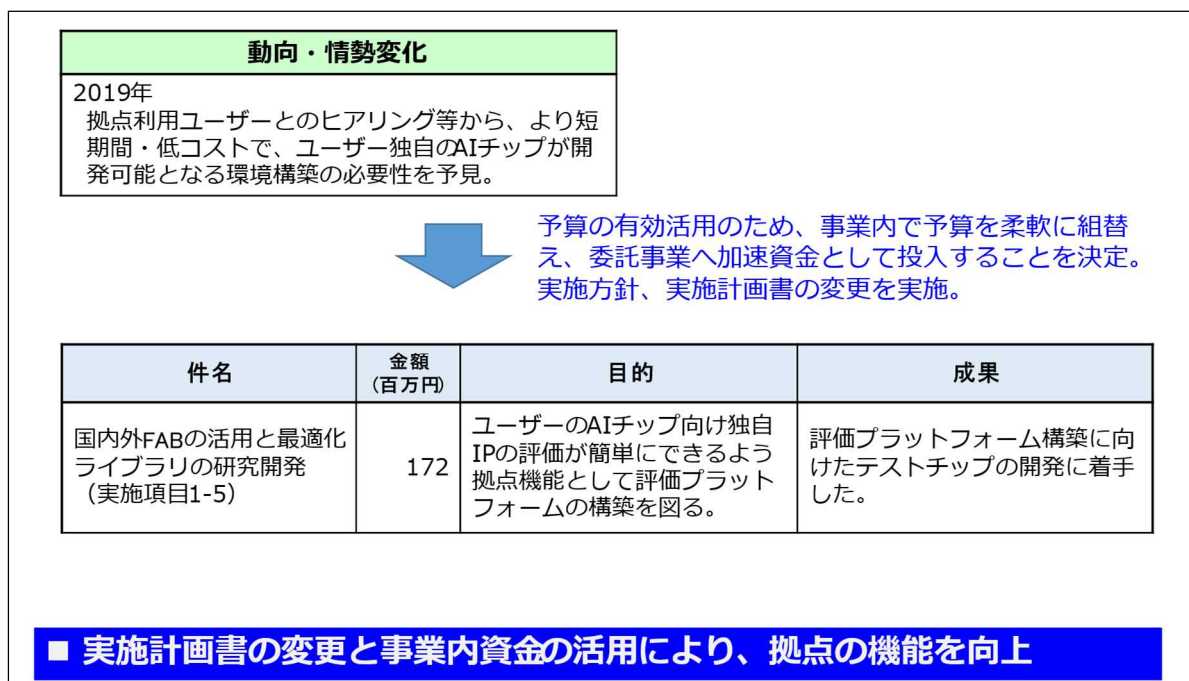 動向・情勢変化
2019年
拠点利用ユーザーとのヒアリング等から、より短
期間・低コストで、ユーザー独自のAIチップが開
発可能となる環境構築の必要性を予見。
予算の有効活用のため、事業内で予算を柔軟に組替
え、委託事業へ加速資金として投入することを決定。
実施方針、実施計画書の変更を実施。
件名
金額
(百万円)
目的
成果
国内外FABの活用と最適化
ライブラリの研究開発
（実施項目1-5）
172
ユーザーのAIチップ向け独自
IPの評価が簡単にできるよう
拠点機能として評価プラット
フォームの構築を図る。
評価プラットフォーム構築に向
けたテストチップの開発に着手
した。
■ 実施計画書の変更と事業内資金の活用により、拠点の機能を向上